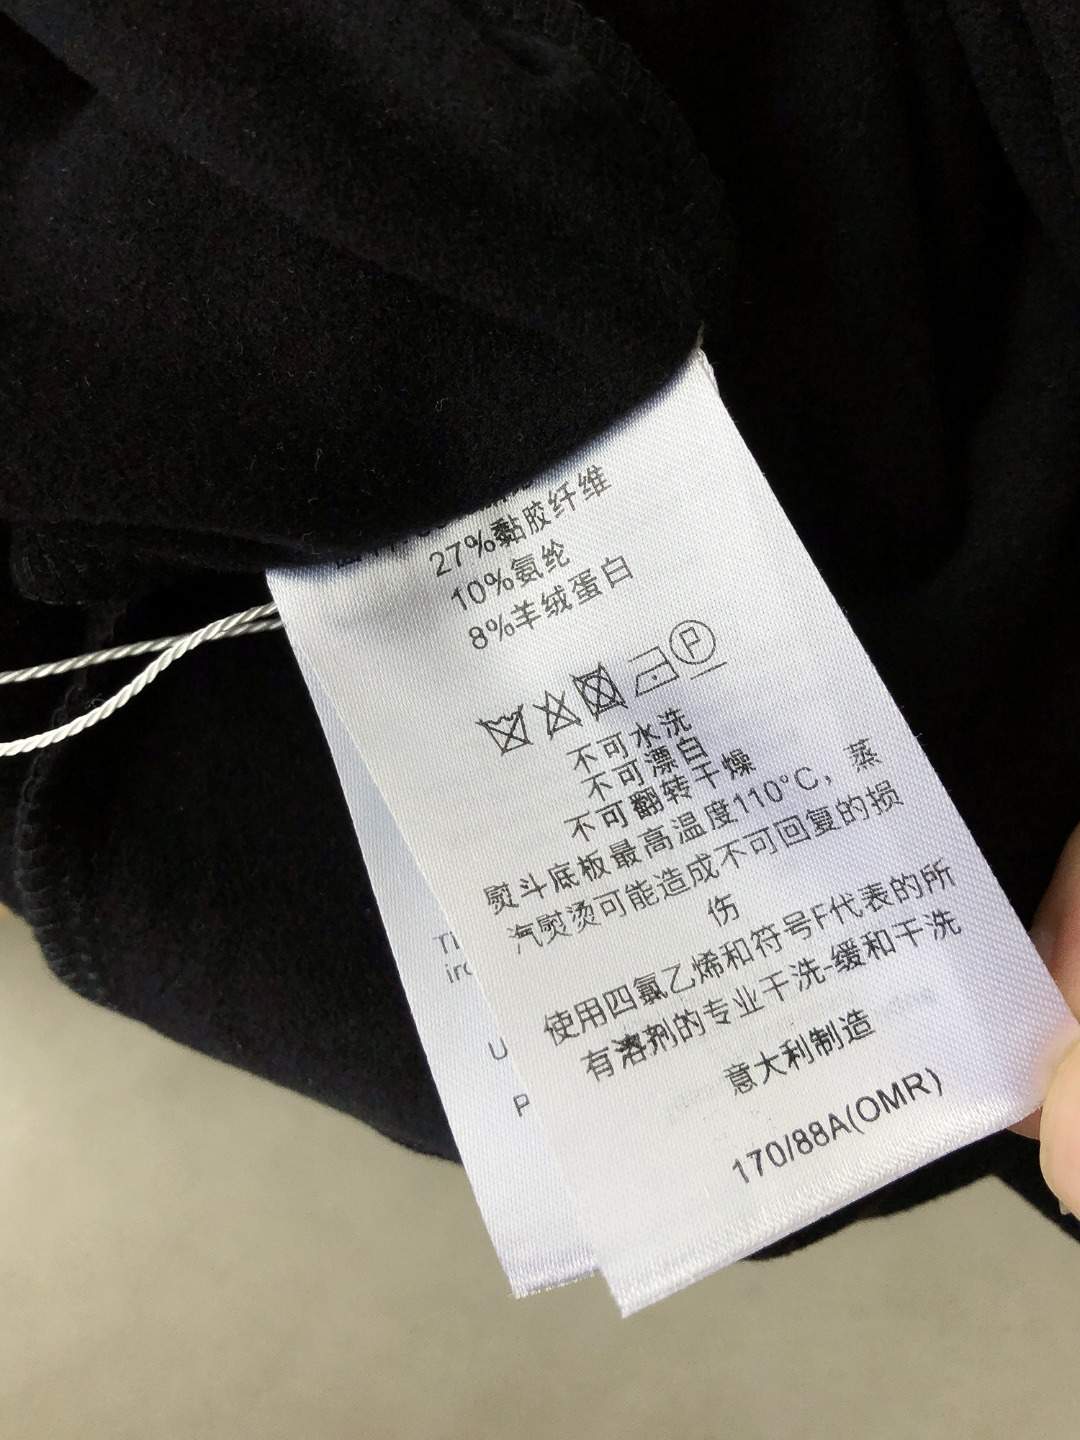 27%黏胶纤维
10%氨纶
8%羊绒蛋白
P
不可水洗
不可漂白
不可翻转干燥
熨斗底板最高温度110°C，蒸
汽熨烫可能造成不可回复的损
伤
使用四氯乙烯和符号F代表的所
有溶剂的专业干洗-缓和干洗
意大利制造
170/88A(OMR)
U
P